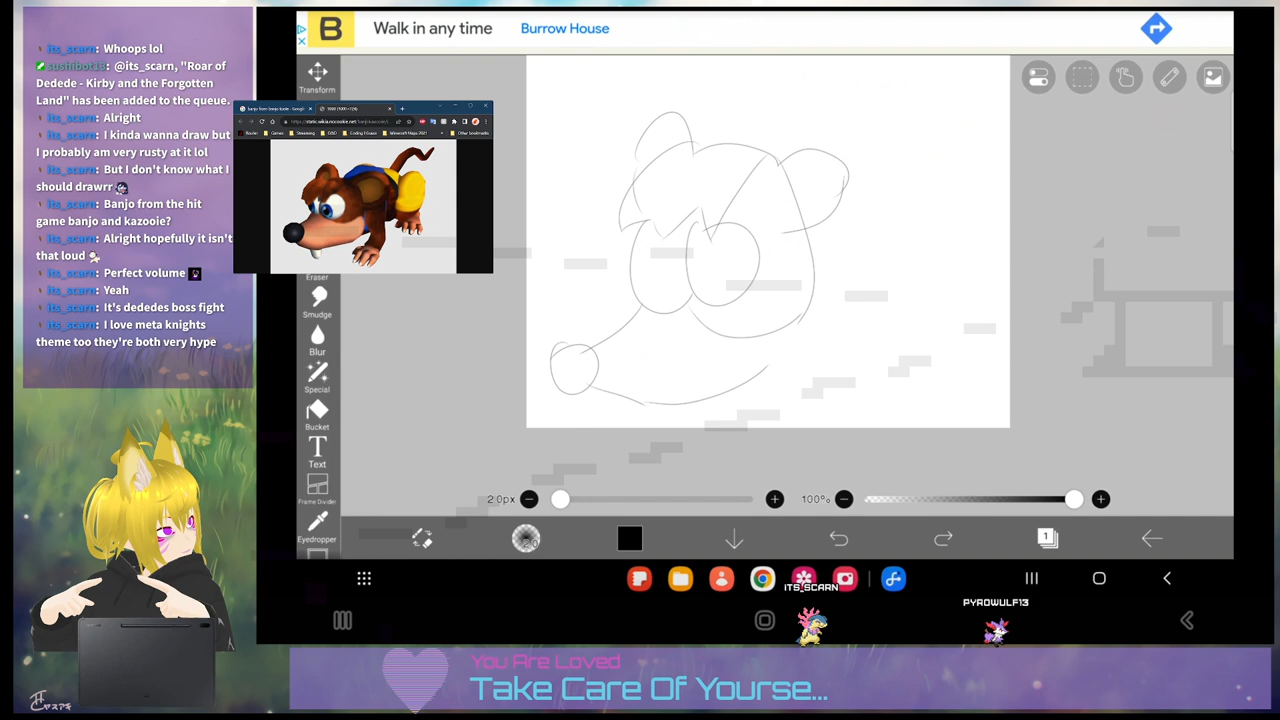 Walk in any time
Burrow House
B
its_scarn: Whoops lol
sushibot13: @its_scarn, "Roar of
Dedede - Kirby and the Forgotten
Land" has been added to the queue.
its_scarn: Alright
its_scarn: I kinda wanna draw but
I probably am very rusty at it lol
its_scarn: But I don't know what I
should drawrr
its_scarn: Banjo from the hit
game banjo and kazooie?
its_scarn: Alright hopefully it isn't
that loud
its_scarn: Perfect volume
its_scarn: Yeah
its_scarn: It's dededes boss fight
its_scarn: I love meta knights
theme too they're both very hype
Transform
Eraser
Smudge
Blur
Special
Bucket
T
Text
Frame Divider
Eyedropper
2.0px
100%
2.0
1
ITS_SCARN
PYROWULF13
You Are Loved
Take Care Of Yourse...